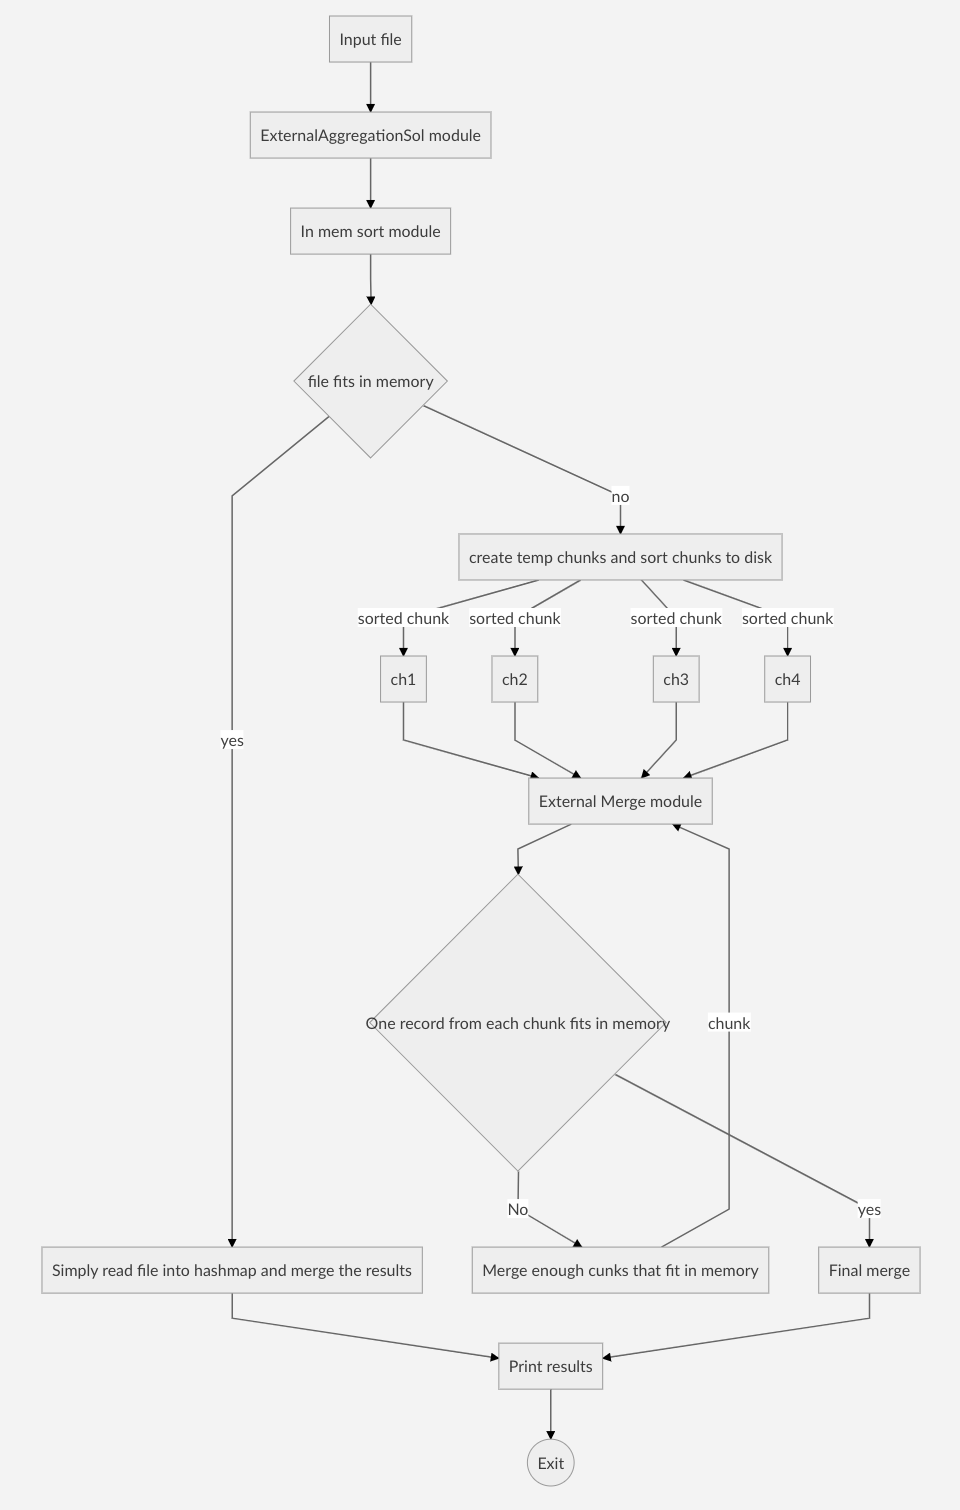 Input file
ExternalAggregationSol module
In mem sort module
file fits in memory
no
create temp chunks and sort chunks to disk
sorted chunk
sorted chunk
sorted chunk
sorted chunk
ch1
ch2
ch3
ch4
yes
External Merge module
One record from each chunk fits in memory
chunk
No
yes
Simply read file into hashmap and merge the results
Merge enough cunks that fit in memory
Final merge
Print results
Exit